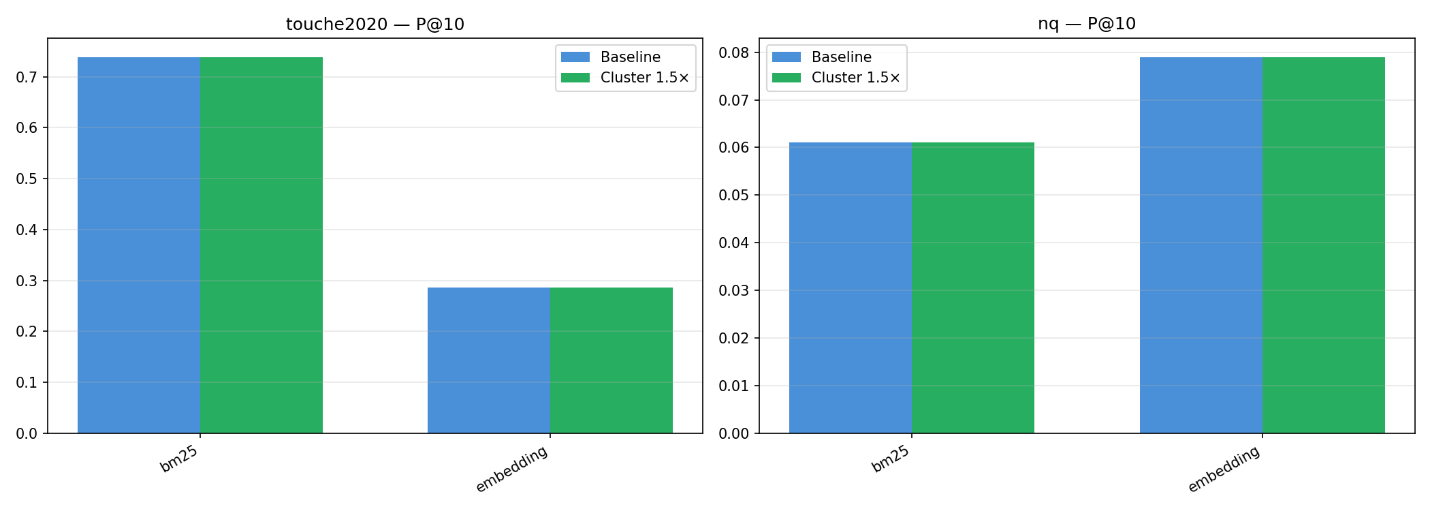 touche2020 — P@10
Baseline
Cluster 1.5×
0.7
0.6
0.5
0.4
0.3
0.2
0.1
0.0
bm25
embedding
nq — P@10
Baseline
Cluster 1.5×
0.08
0.07
0.06
0.05
0.04
0.03
0.02
0.01
0.00
bm25
embedding